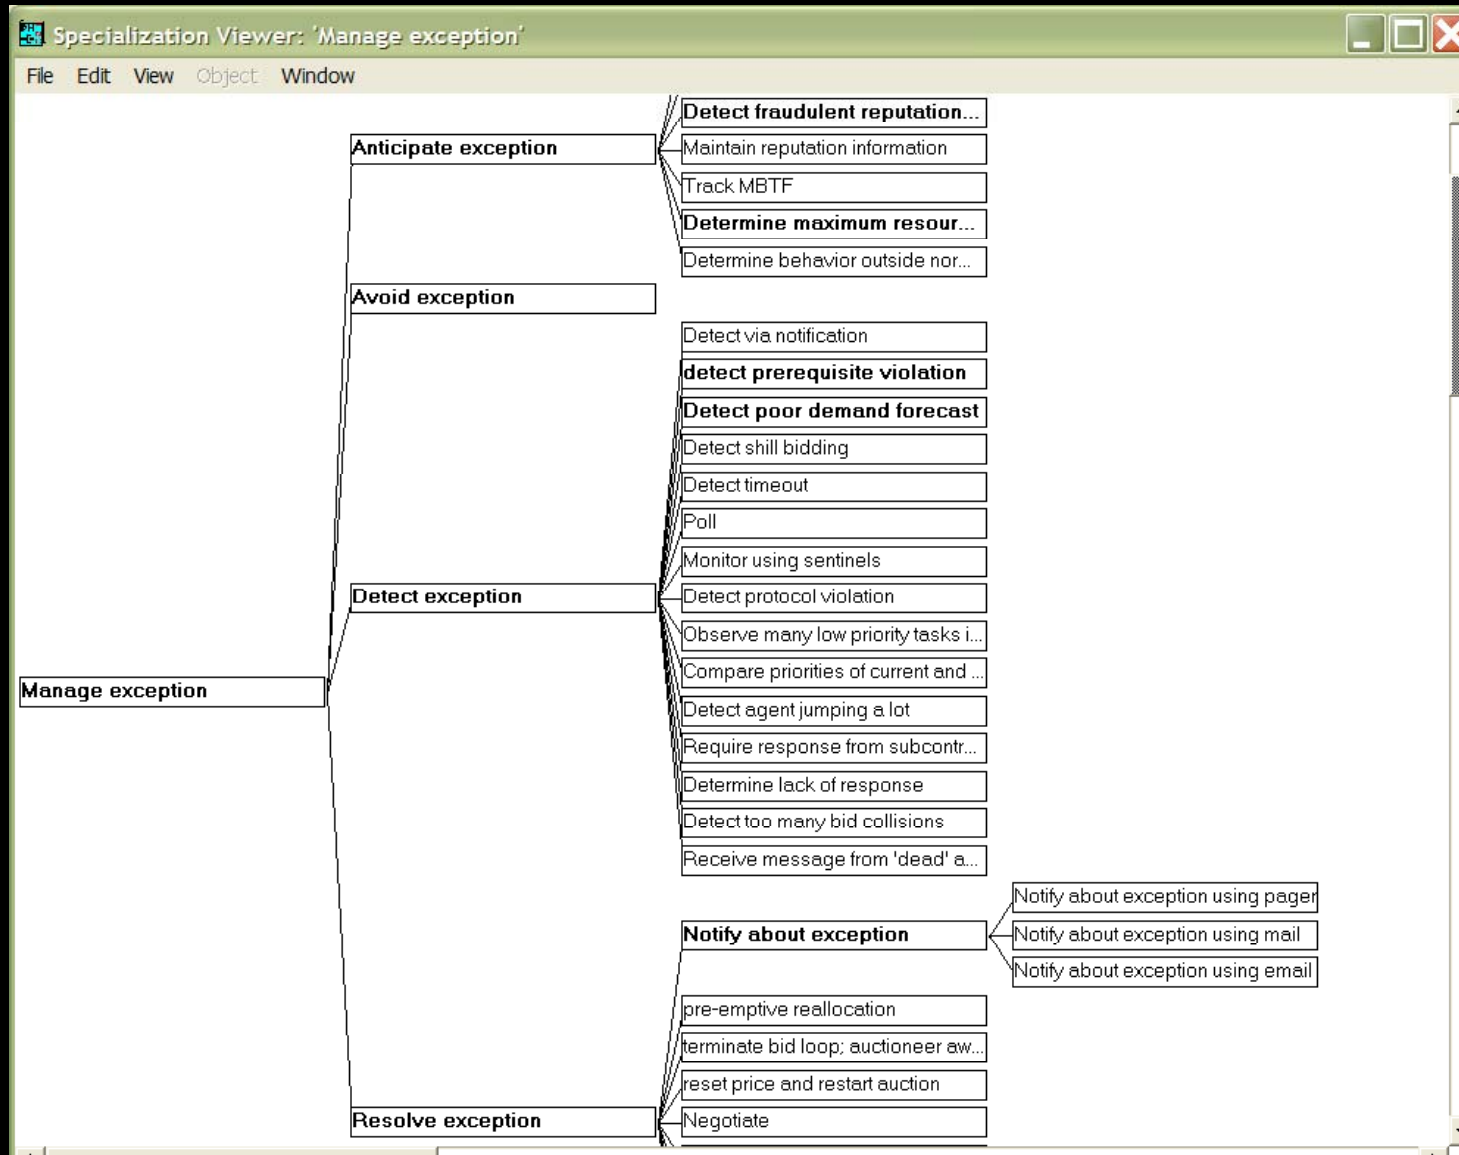 Specialization Viewer: 'Manage exception'
File Edit View Object Window
Detect fraudulent reputation...
Anticipate exception
Maintain reputation information
Track MBTF
Determine maximum resour...
Determine behavior outside nor...
Avoid exception
Detect via notification
detect prerequisite violation
Detect poor demand forecast
Detect shill bidding
Detect timeout
Poll
Monitor using sentinels
Detect exception
Detect protocol violation
Observe many low priority tasks i...
Compare priorities of current and ...
Manage exception
Detect agent jumping a lot
Require response from subcontr...
Determine lack of response
Detect too many bid collisions
Receive message from 'dead' a...
Notify about exception using pager
Notify about exception
Notify about exception using mail
Notify about exception using email
pre-emptive reallocation
terminate bid loop; auctioneer aw...
reset price and restart auction
Resolve exception
Negotiate